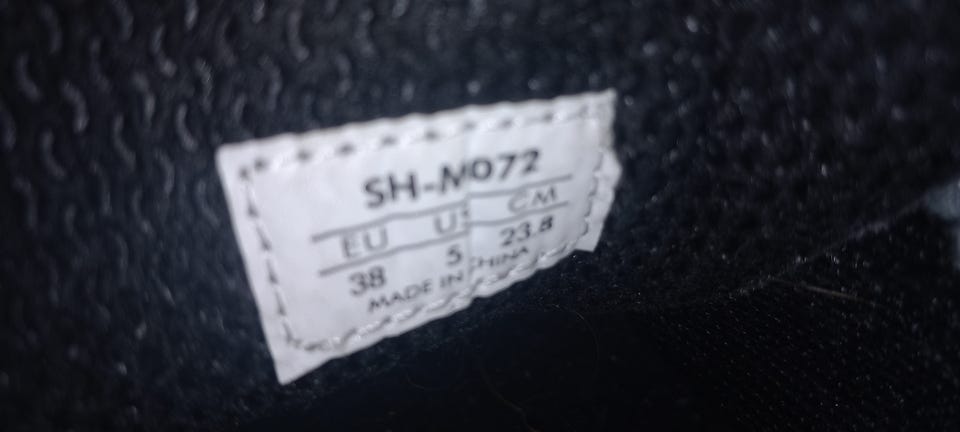 SH-M072
EU US CM
38 5 23.8
MADE IN CHINA